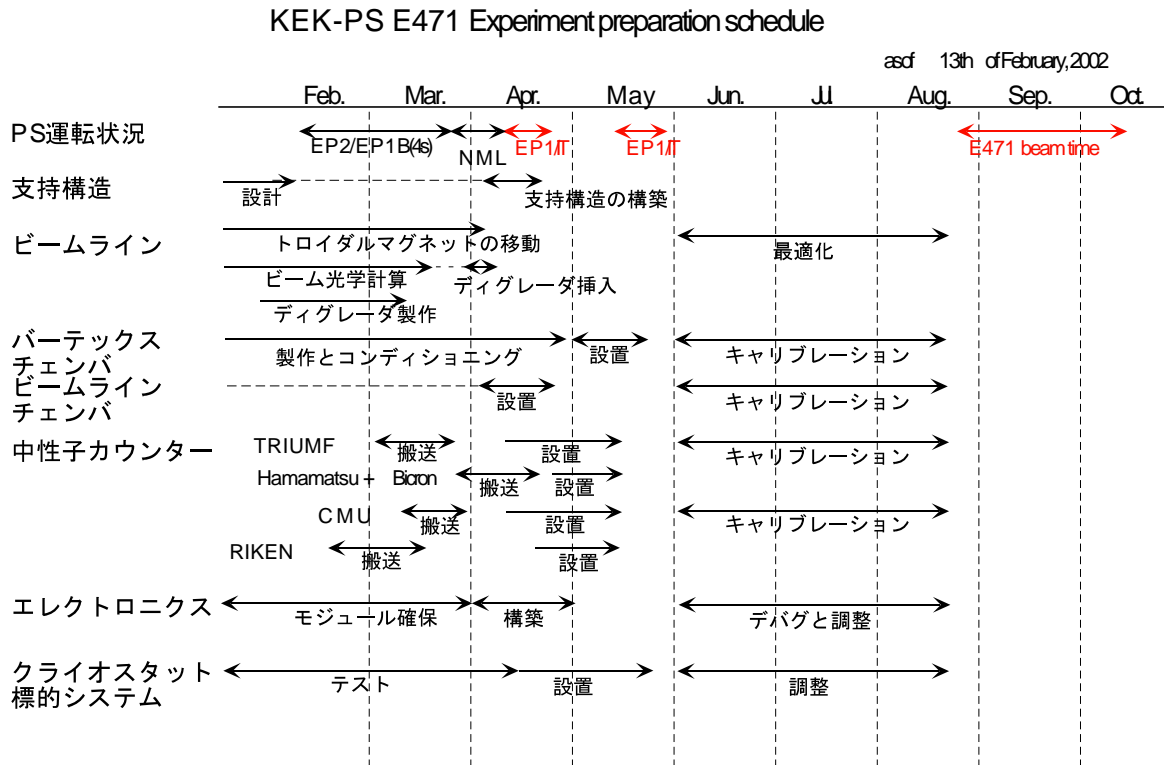 KEK-PS E471 Experiment preparation schedule
as of 13th of February, 2002
Feb. Mar. Apr. May Jun. Jul Aug. Sep. Oct.
PS運転状況
EP2/EP1B(4s) NML EP1/IT EP1/IT E471 beam time
支持構造
設計 支持構造の構築
ビームライン
トロイダルマグネットの移動 最適化
ビーム光学計算 ディグレーダ挿入
ディグレーダ製作
バーテックス
チェンバ
製作とコンディショニング 設置 キャリブレーション
ビームライン
チェンバ
設置 キャリブレーション
中性子カウンター
TRIUMF 搬送 設置 キャリブレーション
Hamamatsu + Bicron 搬送 設置
CMU 搬送 設置 キャリブレーション
RIKEN 搬送 設置
エレクトロニクス
モジュール確保 構築 デバグと調整
クライオスタット
標的システム
テスト 設置 調整